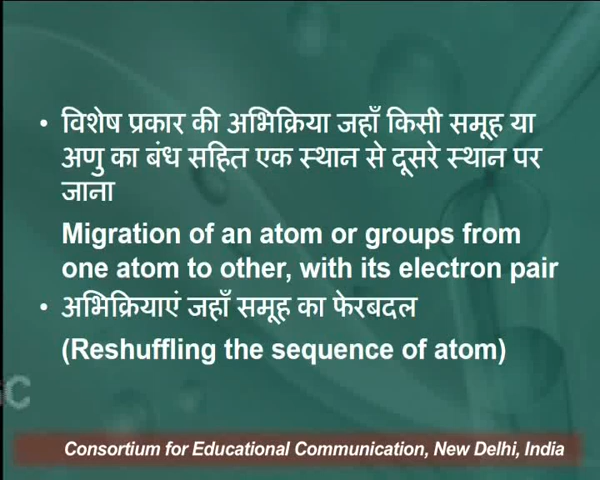 • विशेष प्रकार की अभिक्रिया जहाँ किसी समूह या
अणु का बंध सहित एक स्थान से दूसरे स्थान पर
जाना
Migration of an atom or groups from
one atom to other, with its electron pair
• अभिक्रियाएं जहाँ समूह का फेरबदल
(Reshuffling the sequence of atom)
Consortium for Educational Communication, New Delhi, India